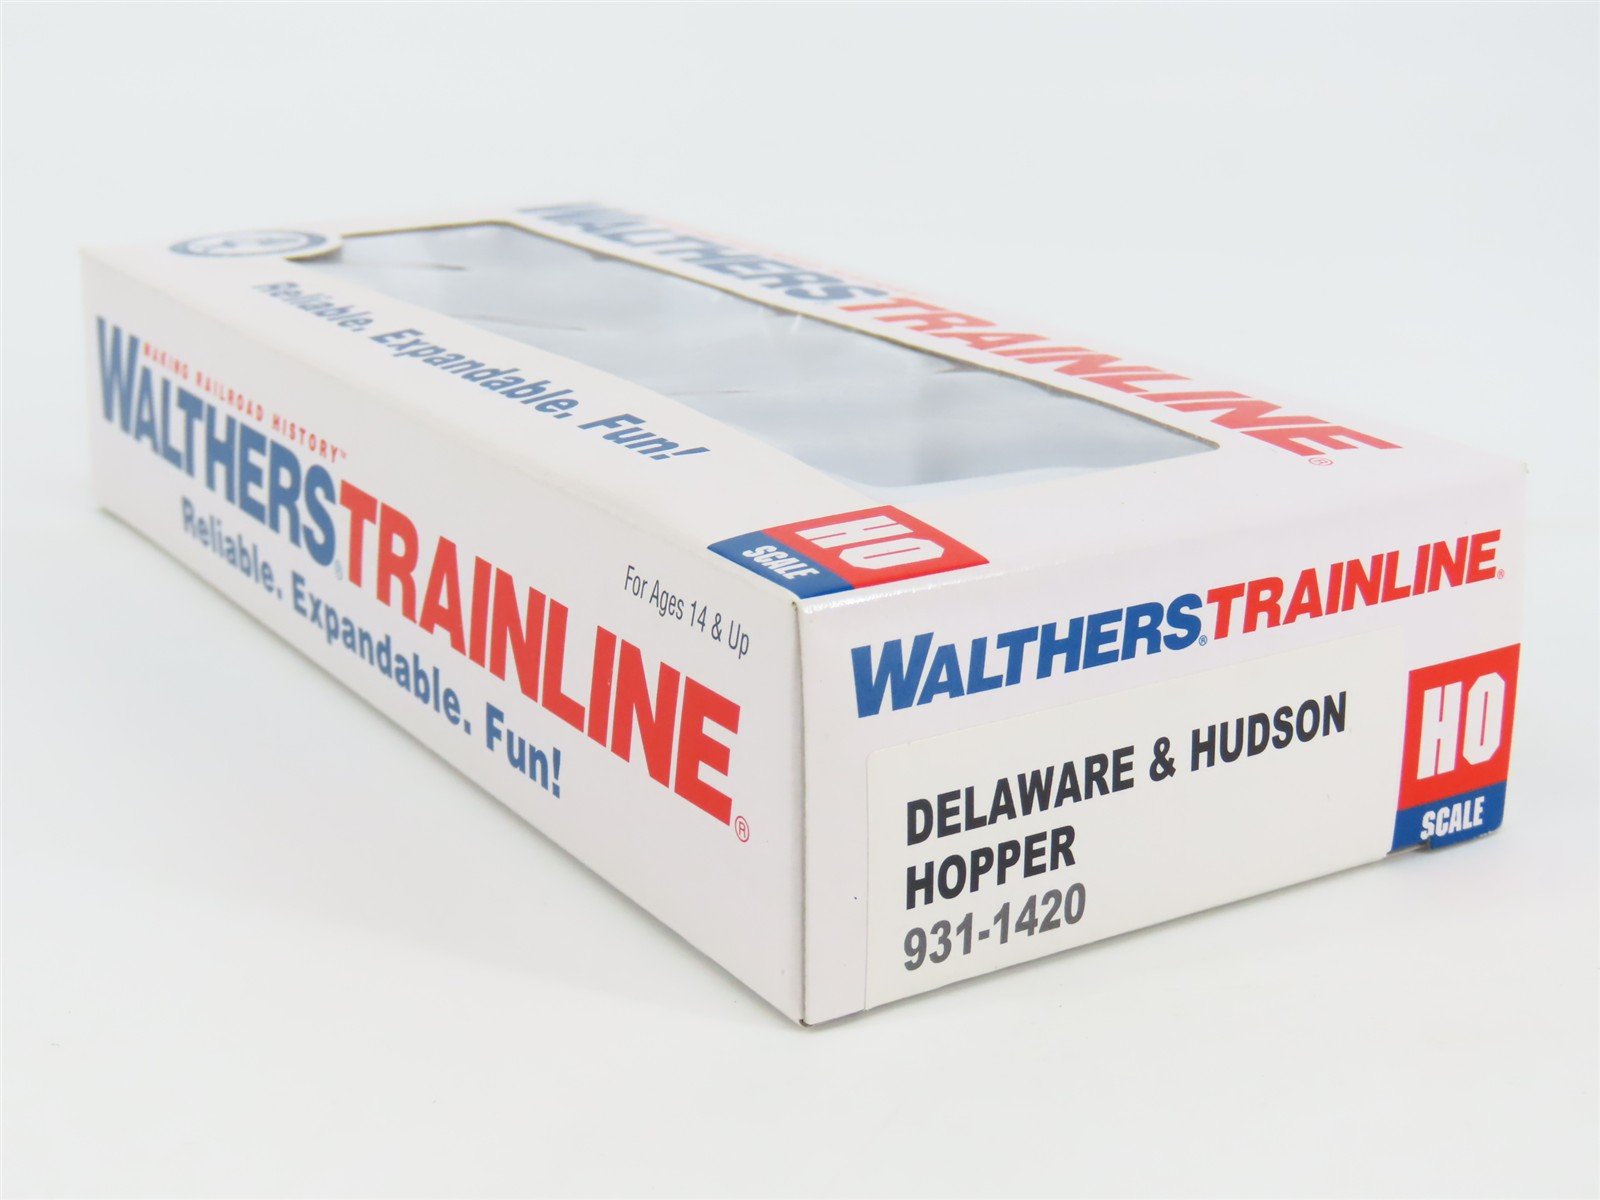 WALTHERS TRAINLINE®
Reliable. Expandable. Fun!
HO
SCALE
MAKING RAILROAD HISTORY™
WALTHERS®TRAINLINE®
Reliable. Expandable. Fun!
For Ages 14 & Up
WALTHERS®TRAINLINE®
HO
SCALE
DELAWARE & HUDSON
HOPPER
931-1420